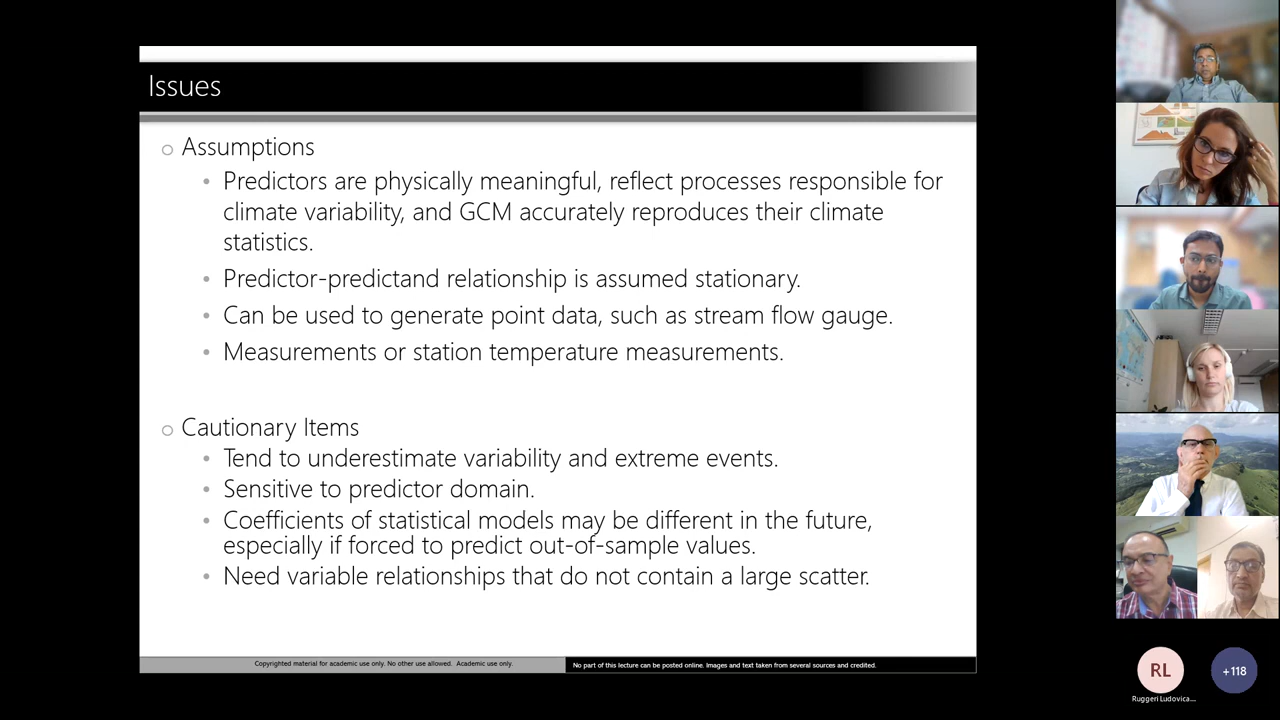 Issues
Assumptions
Predictors are physically meaningful, reflect processes responsible for
climate variability, and GCM accurately reproduces their climate
statistics.
Predictor-predictand relationship is assumed stationary.
Can be used to generate point data, such as stream flow gauge.
Measurements or station temperature measurements.
Cautionary Items
Tend to underestimate variability and extreme events.
Sensitive to predictor domain.
Coefficients of statistical models may be different in the future,
especially if forced to predict out-of-sample values.
Need variable relationships that do not contain a large scatter.
Copyrighted material for academic use only. No other use allowed. Academic use only.
No part of this lecture can be posted online. Images and text taken from several sources and credited.
RL
+118
Ruggeri Ludovica...